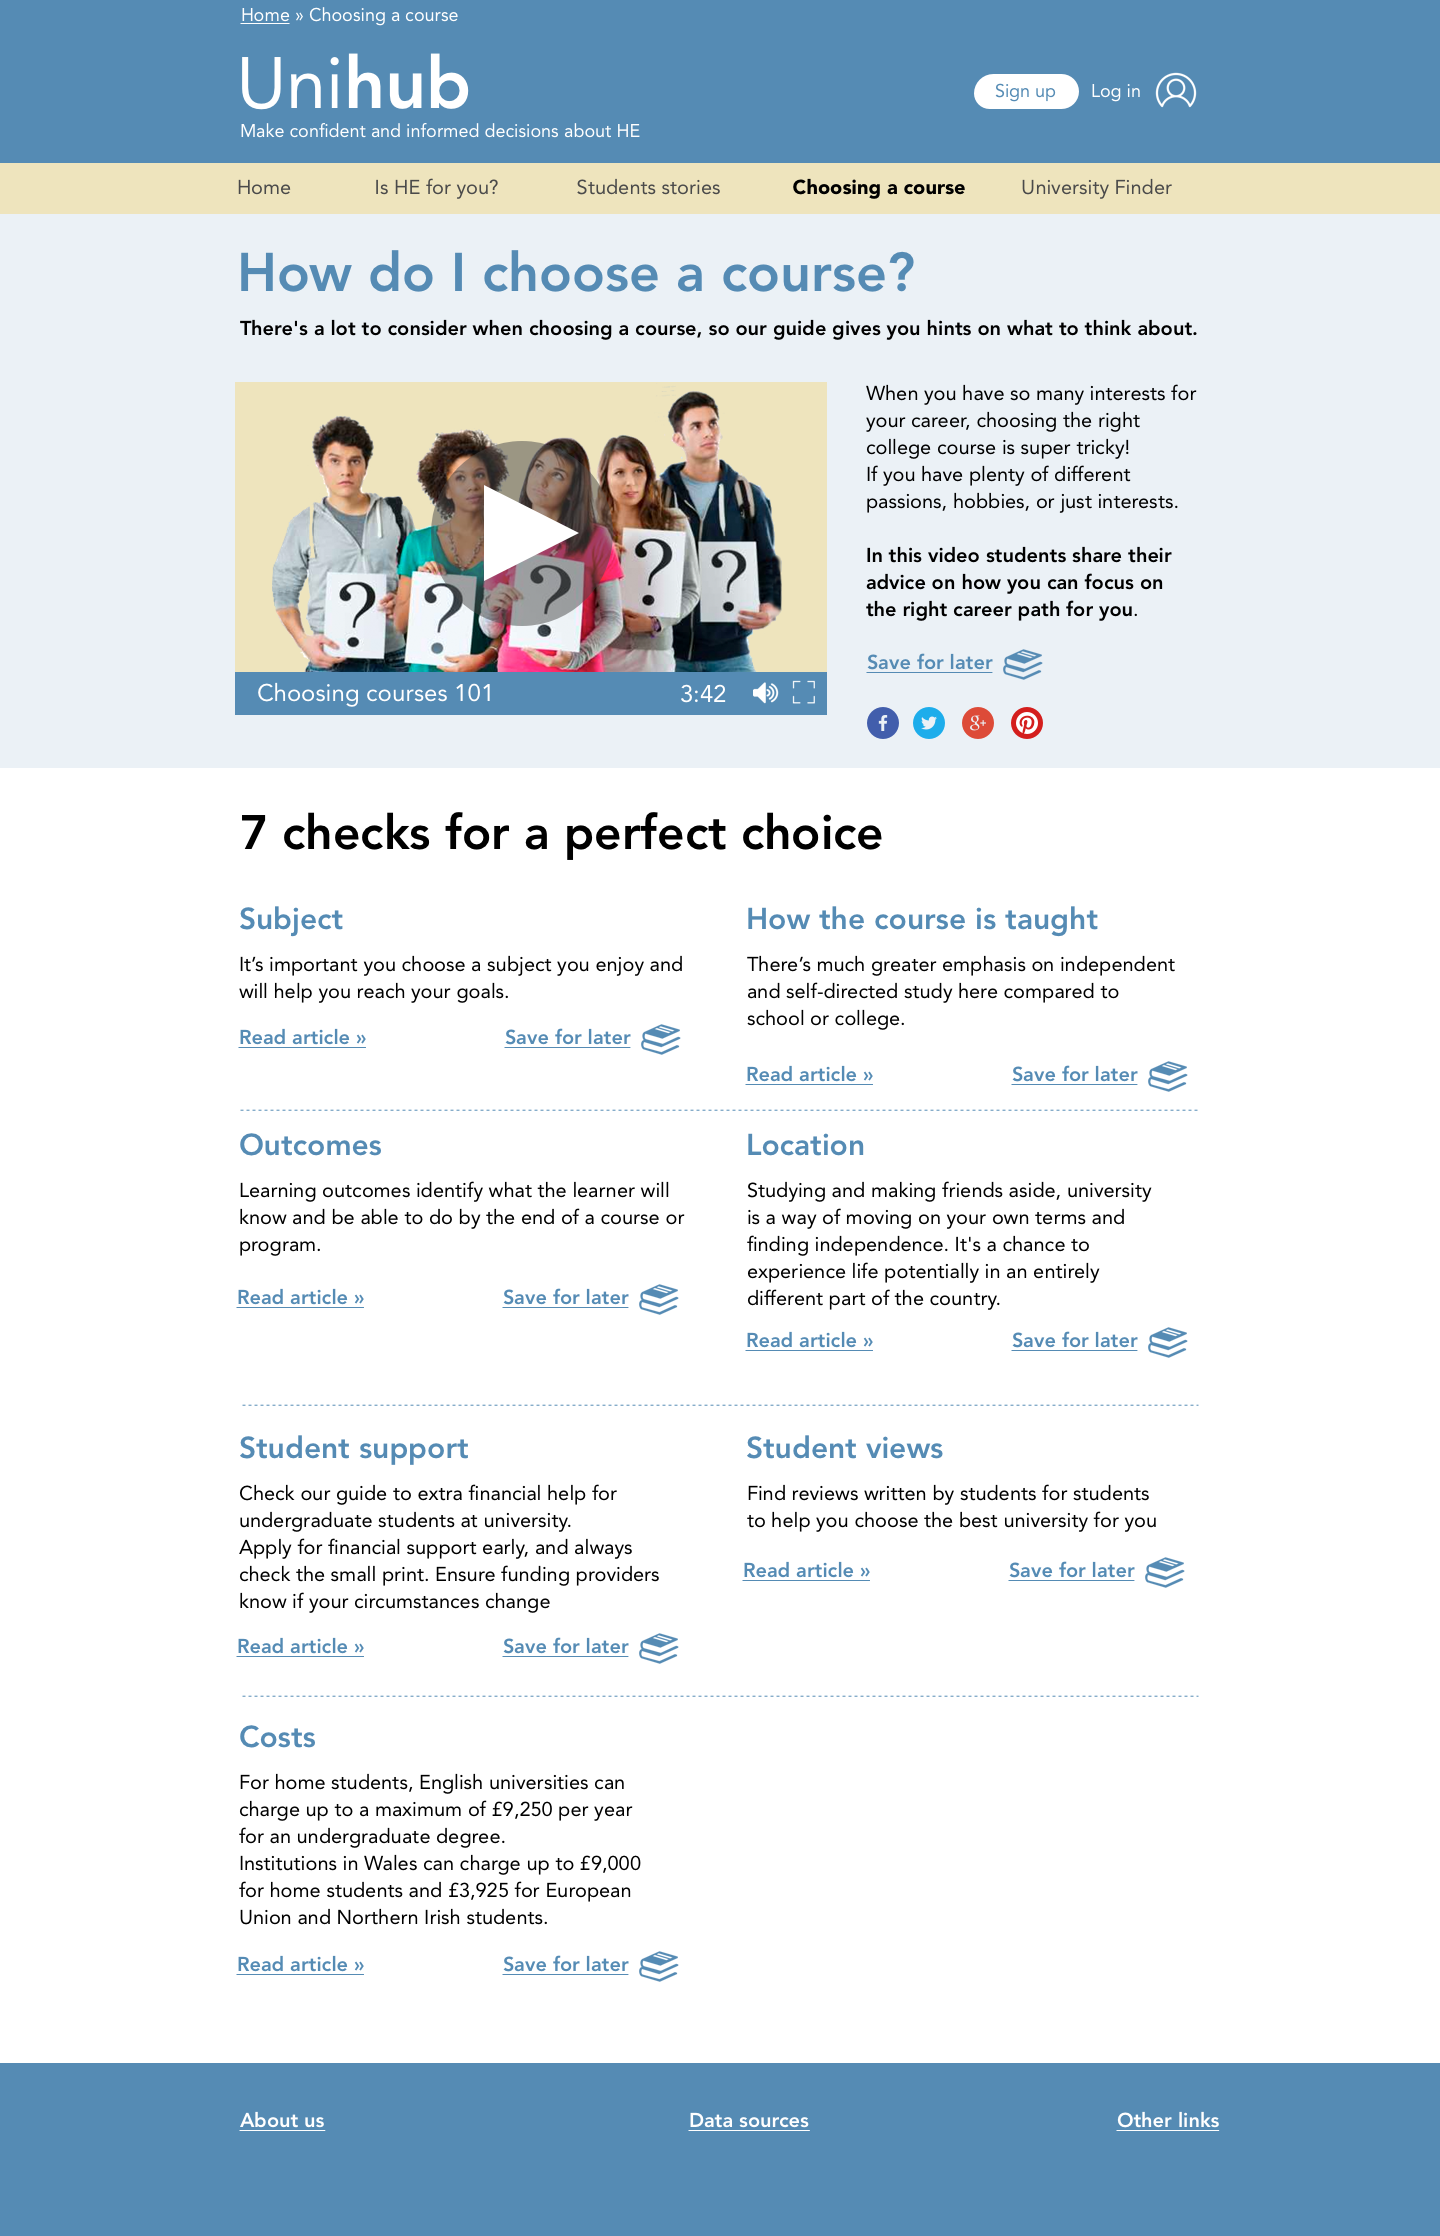 Home » Choosing a course
Unihub
Sign up
Log in
Make confident and informed decisions about HE
Home
Is HE for you?
Students stories
Choosing a course
University Finder
How do I choose a course?
There's a lot to consider when choosing a course, so our guide gives you hints on what to think about.
?
?
?
?
?
Choosing courses 101
3:42
When you have so many interests for
your career, choosing the right
college course is super tricky!
If you have plenty of different
passions, hobbies, or just interests.
In this video students share their
advice on how you can focus on
the right career path for you.
Save for later
f
g+
7 checks for a perfect choice
Subject
It’s important you choose a subject you enjoy and
will help you reach your goals.
Read article »
Save for later
How the course is taught
There’s much greater emphasis on independent
and self-directed study here compared to
school or college.
Read article »
Save for later
Outcomes
Learning outcomes identify what the learner will
know and be able to do by the end of a course or
program.
Read article »
Save for later
Location
Studying and making friends aside, university
is a way of moving on your own terms and
finding independence. It's a chance to
experience life potentially in an entirely
different part of the country.
Read article »
Save for later
Student support
Check our guide to extra financial help for
undergraduate students at university.
Apply for financial support early, and always
check the small print. Ensure funding providers
know if your circumstances change
Read article »
Save for later
Student views
Find reviews written by students for students
to help you choose the best university for you
Read article »
Save for later
Costs
For home students, English universities can
charge up to a maximum of £9,250 per year
for an undergraduate degree.
Institutions in Wales can charge up to £9,000
for home students and £3,925 for European
Union and Northern Irish students.
Read article »
Save for later
About us
Data sources
Other links